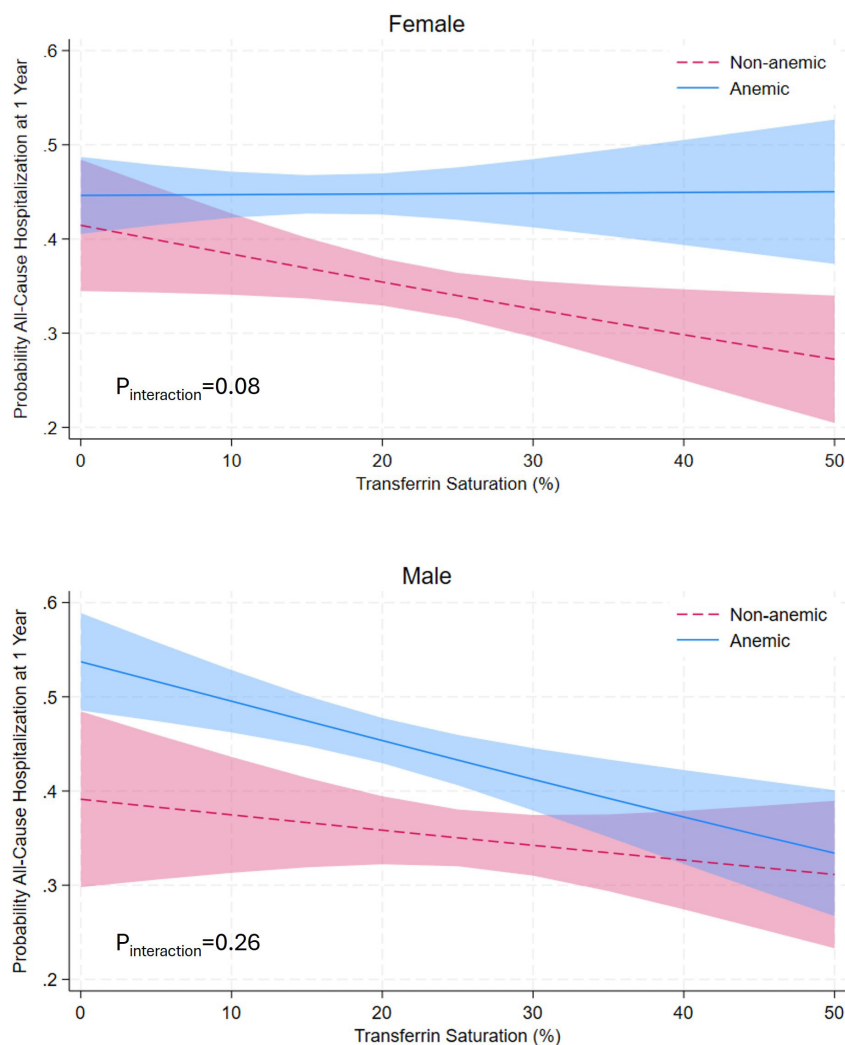 Female
Non-anemic
Anemic
Probability All-Cause Hospitalization at 1 Year
.6
.5
.4
.3
.2
P_interaction=0.08
0 10 20 30 40 50
Transferrin Saturation (%)
Male
Non-anemic
Anemic
Probability All-Cause Hospitalization at 1 Year
.6
.5
.4
.3
.2
P_interaction=0.26
0 10 20 30 40 50
Transferrin Saturation (%)